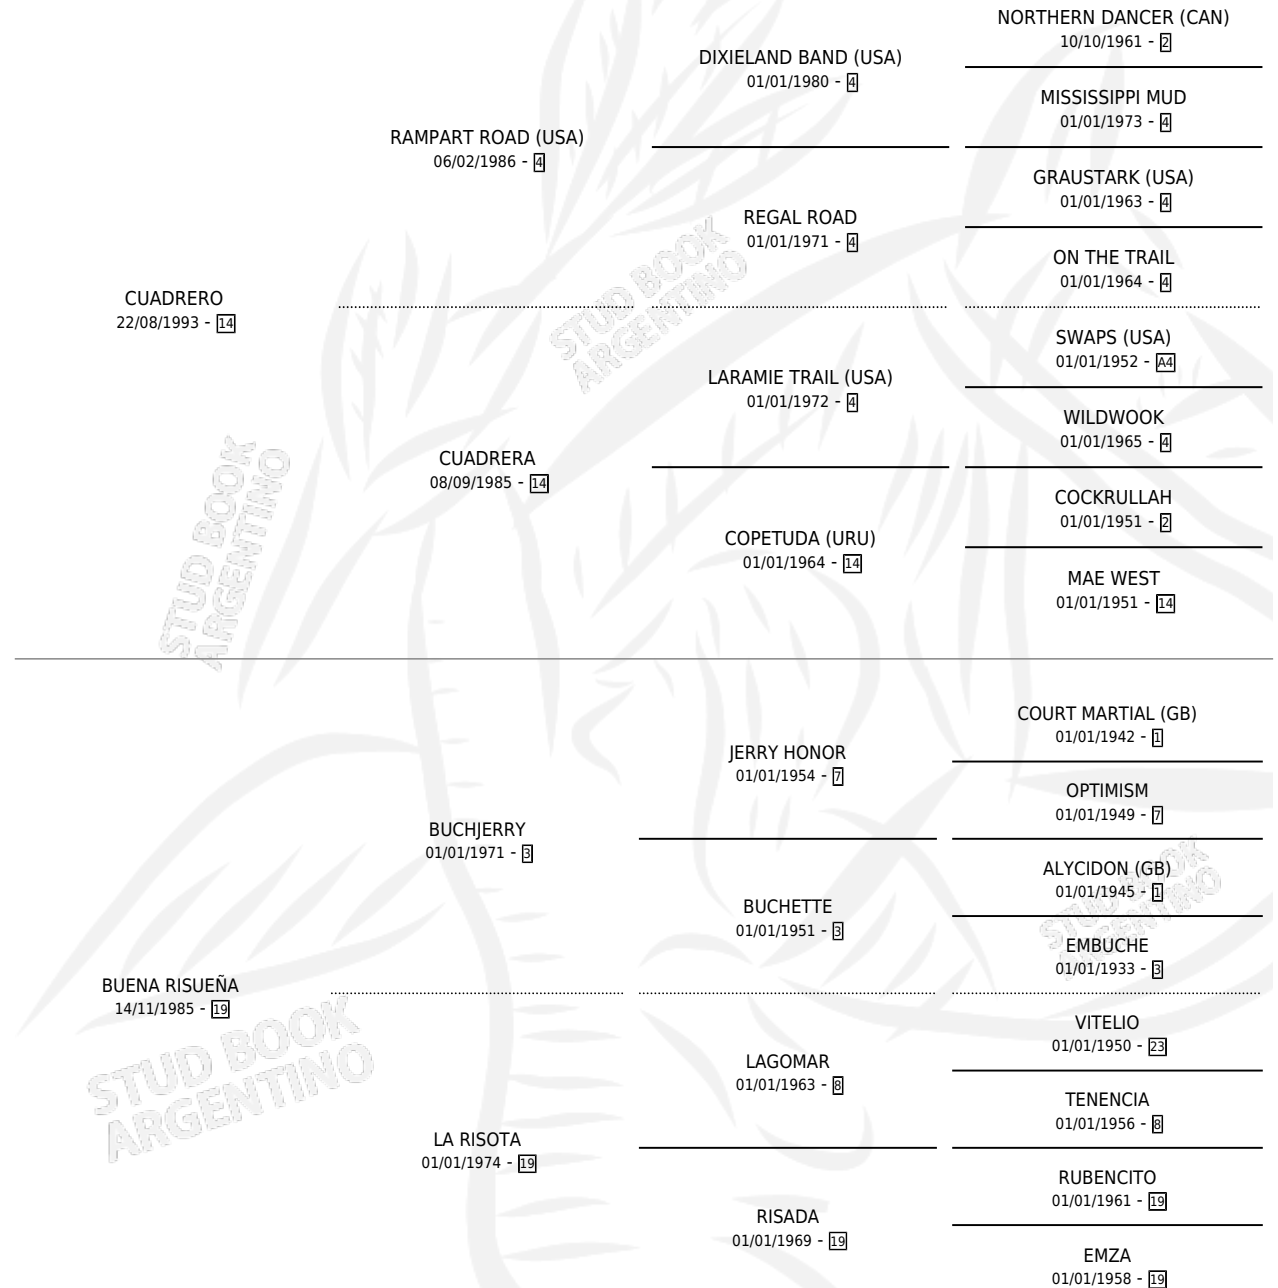 NORTHERN DANCER (CAN)
10/10/1961 - 2
DIXIELAND BAND (USA)
01/01/1980 - 4
MISSISSIPPI MUD
01/01/1973 - 4
RAMPART ROAD (USA)
06/02/1986 - 4
GRAUSTARK (USA)
01/01/1963 - 4
REGAL ROAD
01/01/1971 - 4
ON THE TRAIL
01/01/1964 - 4
CUADRERO
22/08/1993 - 14
SWAPS (USA)
01/01/1952 - A4
LARAMIE TRAIL (USA)
01/01/1972 - 4
WILDWOOK
01/01/1965 - 4
CUADRERA
08/09/1985 - 14
COCKRULLAH
01/01/1951 - 2
COPETUDA (URU)
01/01/1964 - 14
MAE WEST
01/01/1951 - 14
STUD BOOK
ARGENTINO
STUD BOOK
ARGENTINO
COURT MARTIAL (GB)
01/01/1942 - 1
JERRY HONOR
01/01/1954 - 7
OPTIMISM
01/01/1949 - 7
BUCHJERRY
01/01/1971 - 3
ALYCIDON (GB)
01/01/1945 - 1
BUCHETTE
01/01/1951 - 3
EMBUCHE
01/01/1933 - 3
BUENA RISUEÑA
14/11/1985 - 19
VITELIO
01/01/1950 - 23
LAGOMAR
01/01/1963 - 8
TENENCIA
01/01/1956 - 8
LA RISOTA
01/01/1974 - 19
RUBENCITO
01/01/1961 - 19
RISADA
01/01/1969 - 19
EMZA
01/01/1958 - 19
STUD BOOK
ARGENTINO
STUD BOOK
ARGENTINO